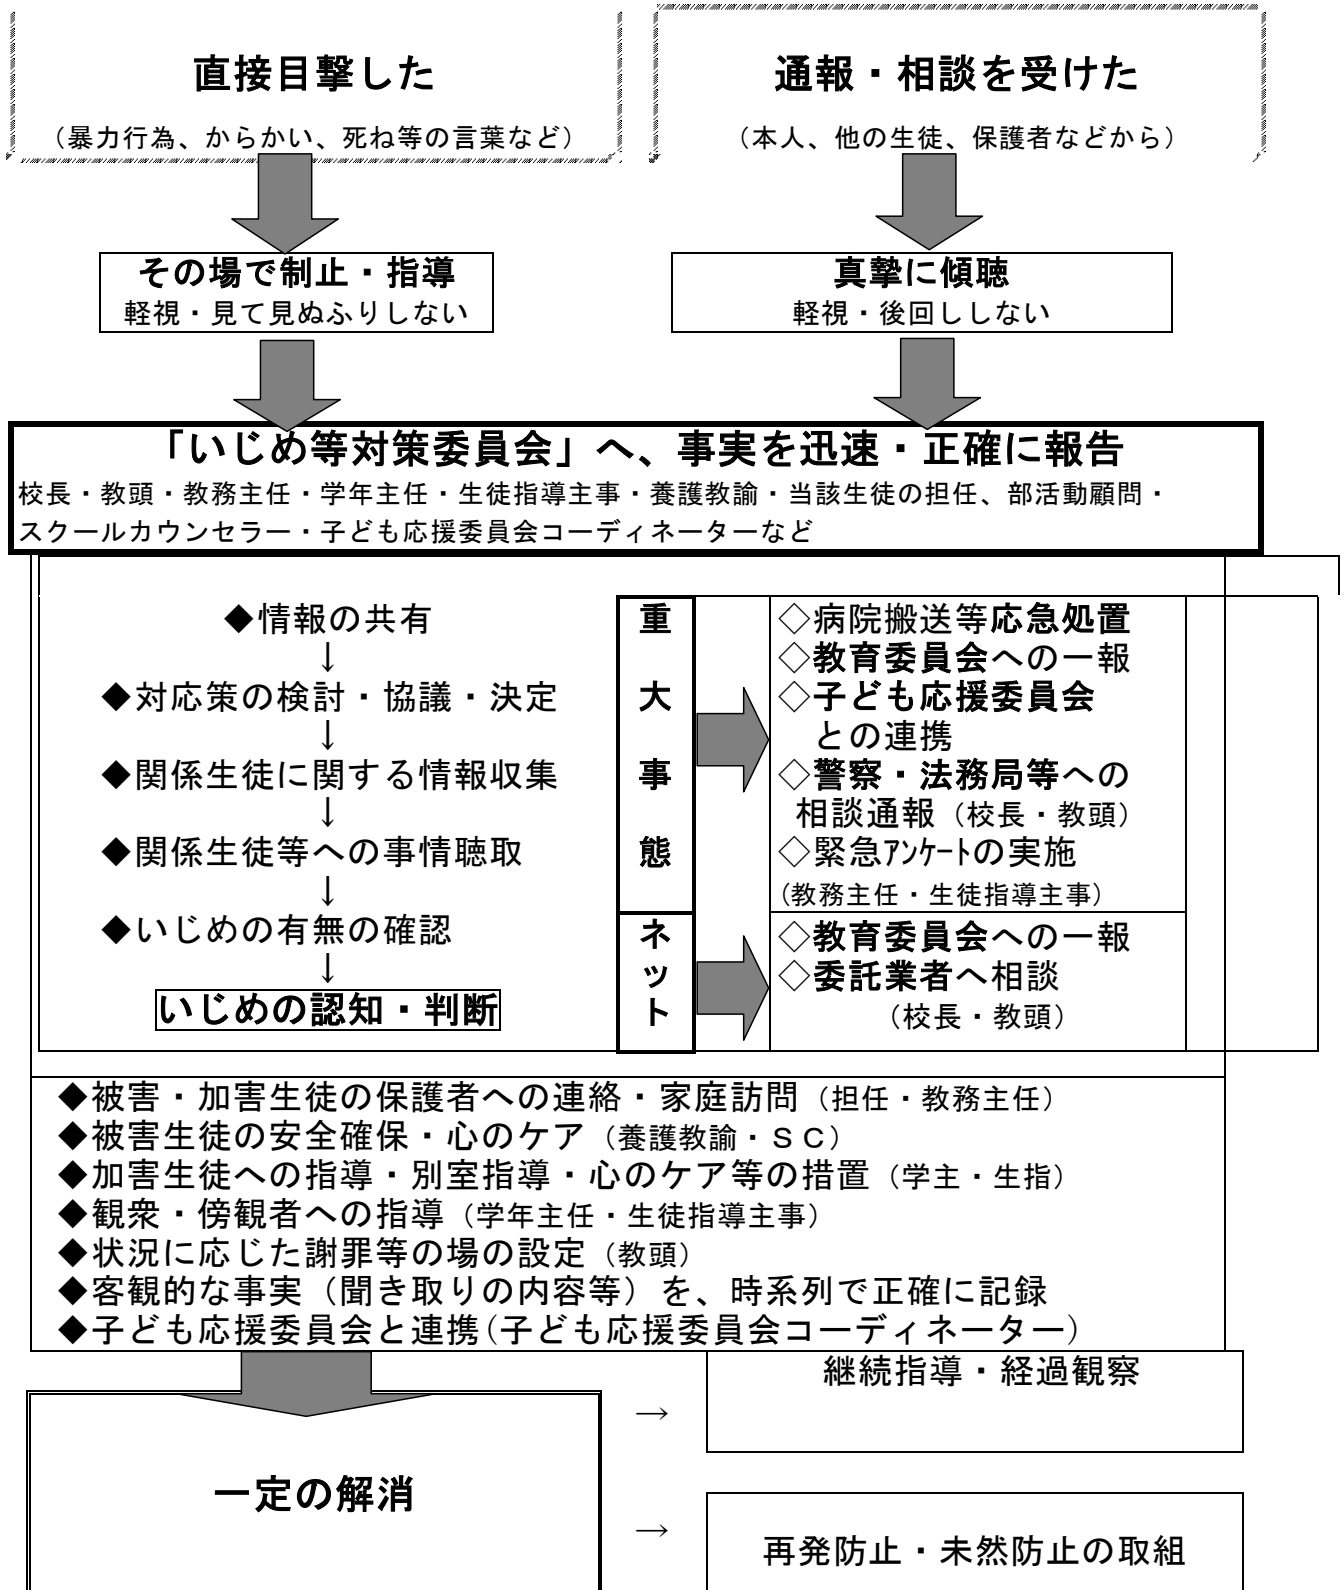 直接目撃した
（暴力行為、からかい、死ね等の言葉など）
通報・相談を受けた
（本人、他の生徒、保護者などから）
その場で制止・指導
軽視・見て見ぬふりしない
真摯に傾聴
軽視・後回ししない
「いじめ等対策委員会」へ、事実を迅速・正確に報告
校長・教頭・教務主任・学年主任・生徒指導主事・養護教諭・当該生徒の担任、部活動顧問・
スクールカウンセラー・子ども応援委員会コーディネーターなど
◆情報の共有
↓
◆対応策の検討・協議・決定
↓
◆関係生徒に関する情報収集
↓
◆関係生徒等への事情聴取
↓
◆いじめの有無の確認
↓
いじめの認知・判断
重
大
事
態
◇病院搬送等応急処置
◇教育委員会への一報
◇子ども応援委員会
との連携
◇警察・法務局等への
相談通報（校長・教頭）
◇緊急ｱﾝｹｰﾄの実施
(教務主任・生徒指導主事）
ネ
ッ
ト
◇教育委員会への一報
◇委託業者へ相談
（校長・教頭）
◆被害・加害生徒の保護者への連絡・家庭訪問（担任・教務主任）
◆被害生徒の安全確保・心のケア（養護教諭・ＳＣ）
◆加害生徒への指導・別室指導・心のケア等の措置（学主・生指）
◆観衆・傍観者への指導（学年主任・生徒指導主事）
◆状況に応じた謝罪等の場の設定（教頭）
◆客観的な事実（聞き取りの内容等）を、時系列で正確に記録
◆子ども応援委員会と連携(子ども応援委員会コーディネーター)
一定の解消
→
継続指導・経過観察
→
再発防止・未然防止の取組